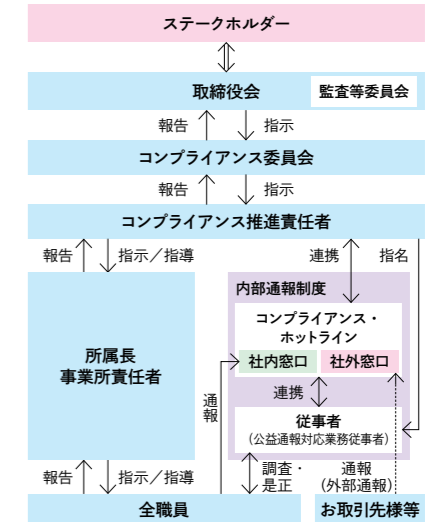 ステークホルダー
取締役会
監査等委員会
報告
指示
コンプライアンス委員会
報告
指示
コンプライアンス推進責任者
報告
指示／指導
連携
指名
内部通報制度
コンプライアンス・
ホットライン
社内窓口
社外窓口
所属長
事業所責任者
通報
連携
従事者
（公益通報対応業務従事者）
報告
指示／指導
調査・
是正
通報
（外部通報）
全職員
お取引先様等